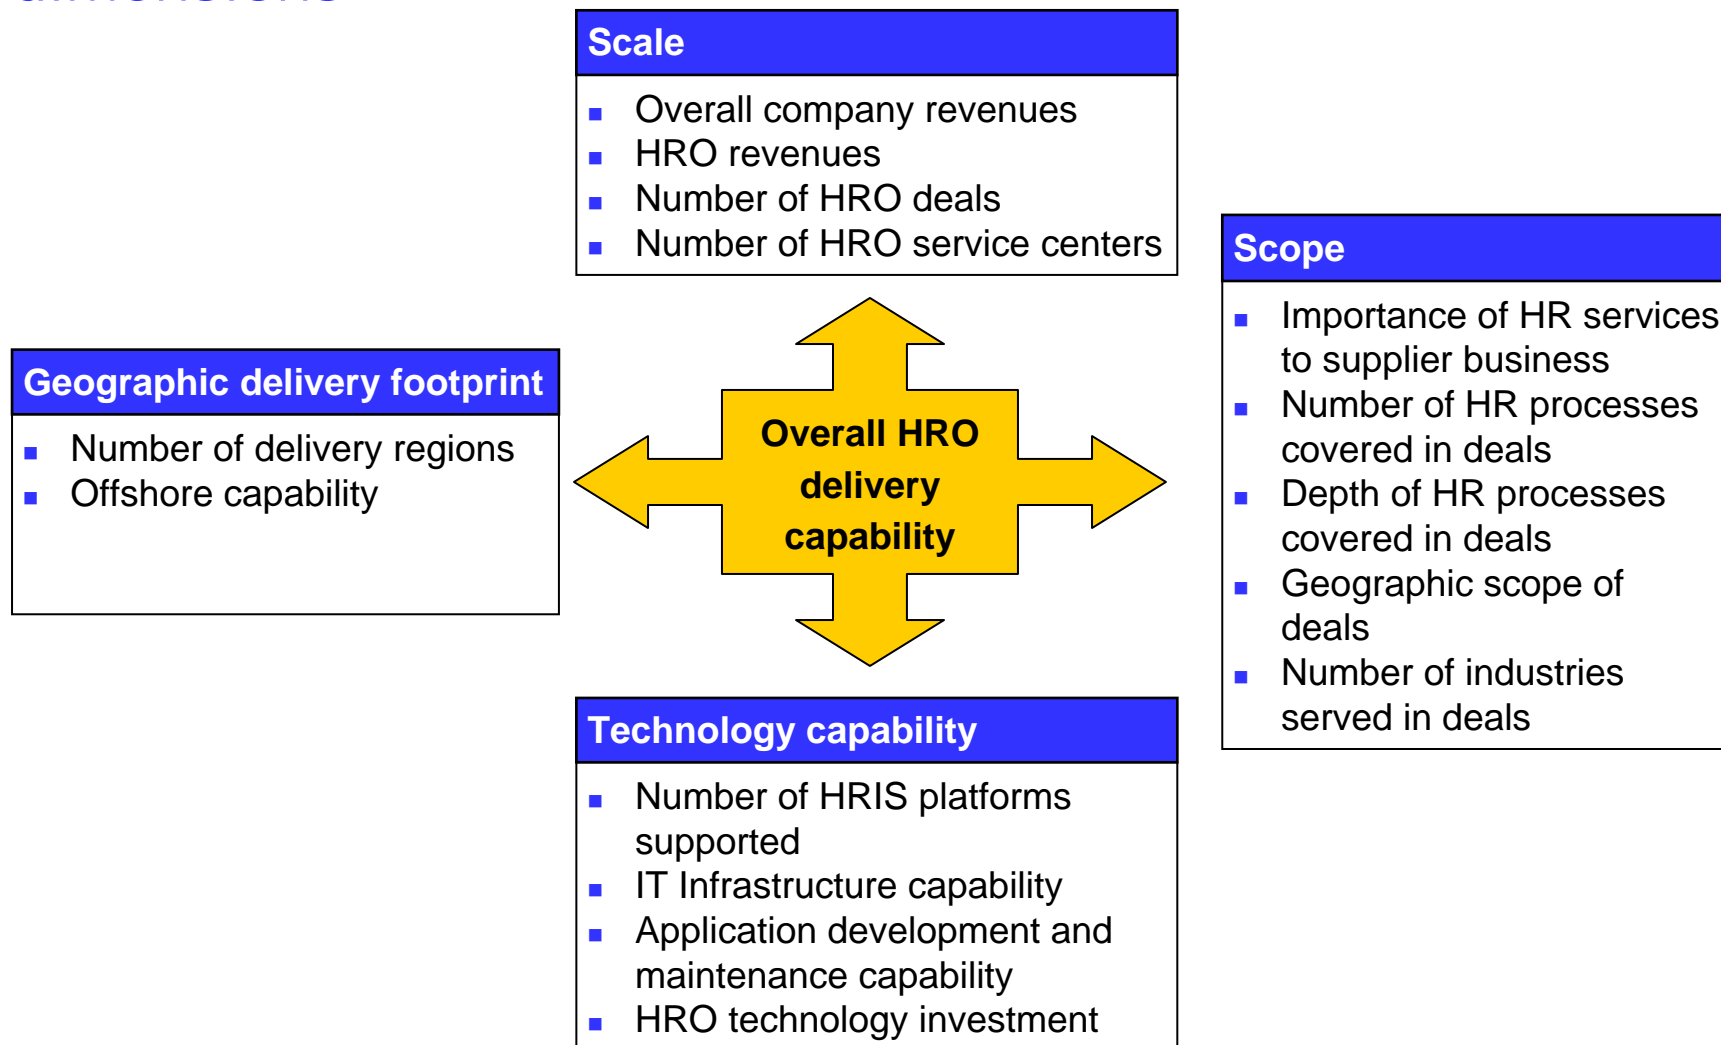 dimensions
Scale
Overall company revenues
HRO revenues
Number of HRO deals
Number of HRO service centers
Geographic delivery footprint
Number of delivery regions
Offshore capability
Overall HRO
delivery
capability
Scope
Importance of HR services
to supplier business
Number of HR processes
covered in deals
Depth of HR processes
covered in deals
Geographic scope of
deals
Number of industries
served in deals
Technology capability
Number of HRIS platforms
supported
IT Infrastructure capability
Application development and
maintenance capability
HRO technology investment